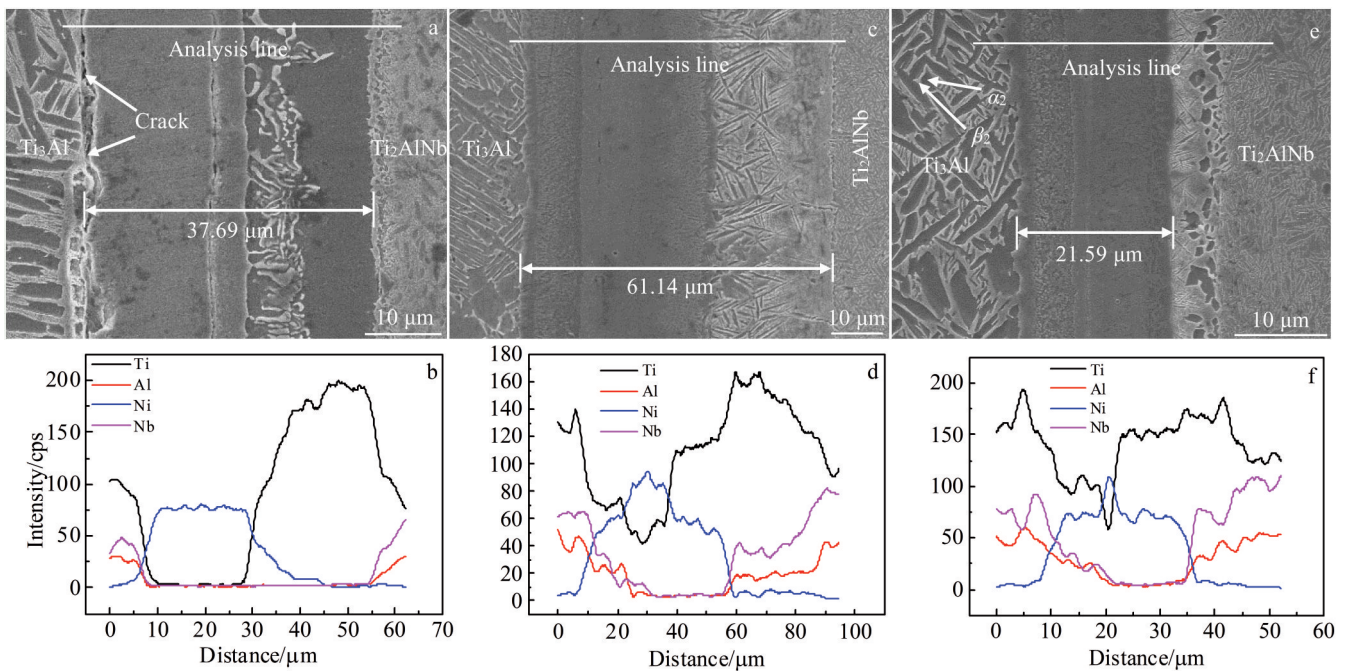 a
Analysis line
Crack
Ti₃Al
Ti₂AlNb
37.69 μm
10 μm
c
Analysis line
Ti₃Al
Ti₂AlNb
61.14 μm
10 μm
e
Analysis line
α₂
β₂
Ti₃Al
Ti₂AlNb
21.59 μm
10 μm
b
Ti
Al
Ni
Nb
200
150
100
50
0
Intensity/cps
0 10 20 30 40 50 60 70
Distance/μm
d
Ti
Al
Ni
Nb
180
160
140
120
100
80
60
40
20
0
0 20 40 60 80 100
Distance/μm
f
Ti
Al
Ni
Nb
200
150
100
50
0
0 10 20 30 40 50 60
Distance/μm